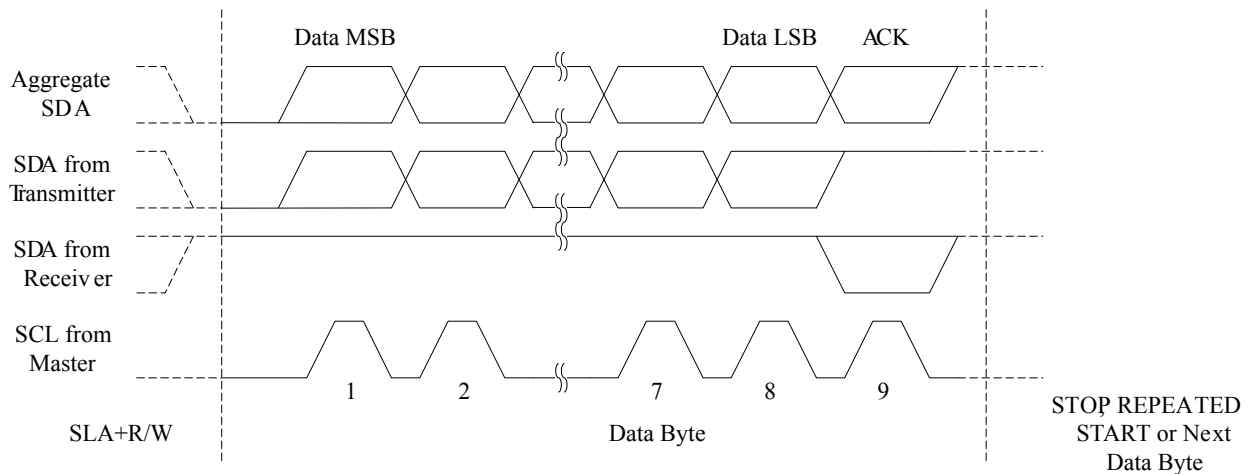 Data MSB
Data LSB
ACK
Aggregate
SDA
SDA from
Transmitter
SDA from
Receiver
SCL from
Master
1
2
7
8
9
SLA+R/W
Data Byte
STOP, REPEATED
START or Next
Data Byte